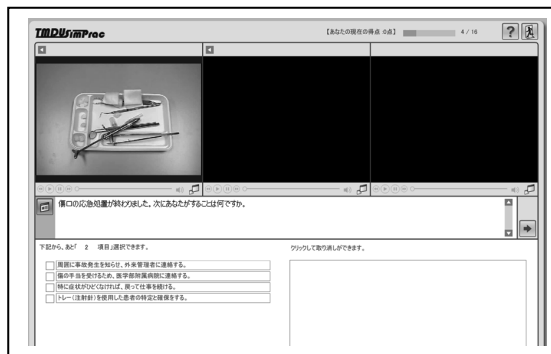 TMDUsimPrac
【あなたの現在の得点 0点】
4 / 16
?
傷口の応急処置が終わりました。次にあなたがすることは何ですか。
下記から、あと「 2 項目」選択できます。
クリックして取り消しができます。
周囲に事故発生を知らせ、外来管理者に連絡する。
傷の手当を受けるため、医学部附属病院に連絡する。
特に症状がひどくなければ、戻って仕事を続ける。
トレー(注射針)を使用した患者の特定と確保をする。